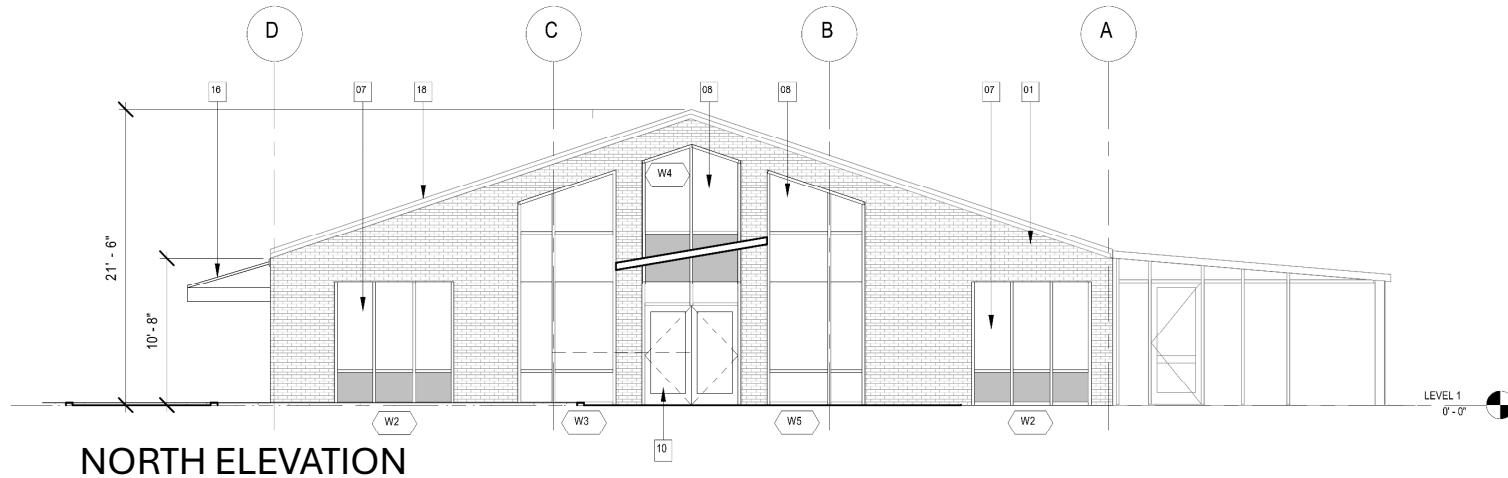 D C B A
16 07 18 08 08 07 01
W4
21' - 6"
10' - 8"
LEVEL 1
0' - 0"
W2 W3 W5 W2
10
NORTH ELEVATION